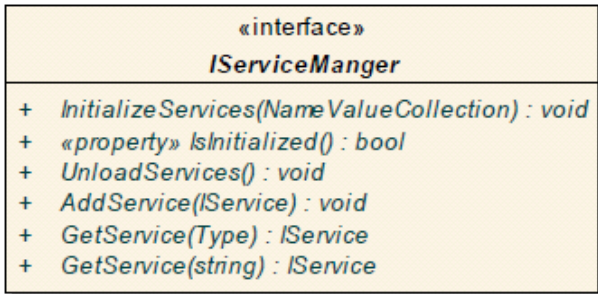 «interface»
IServiceManger
+ InitializeServices(NameValueCollection) : void
+ «property» IsInitialized() : bool
+ UnloadServices() : void
+ AddService(IService) : void
+ GetService(Type) : IService
+ GetService(string) : IService